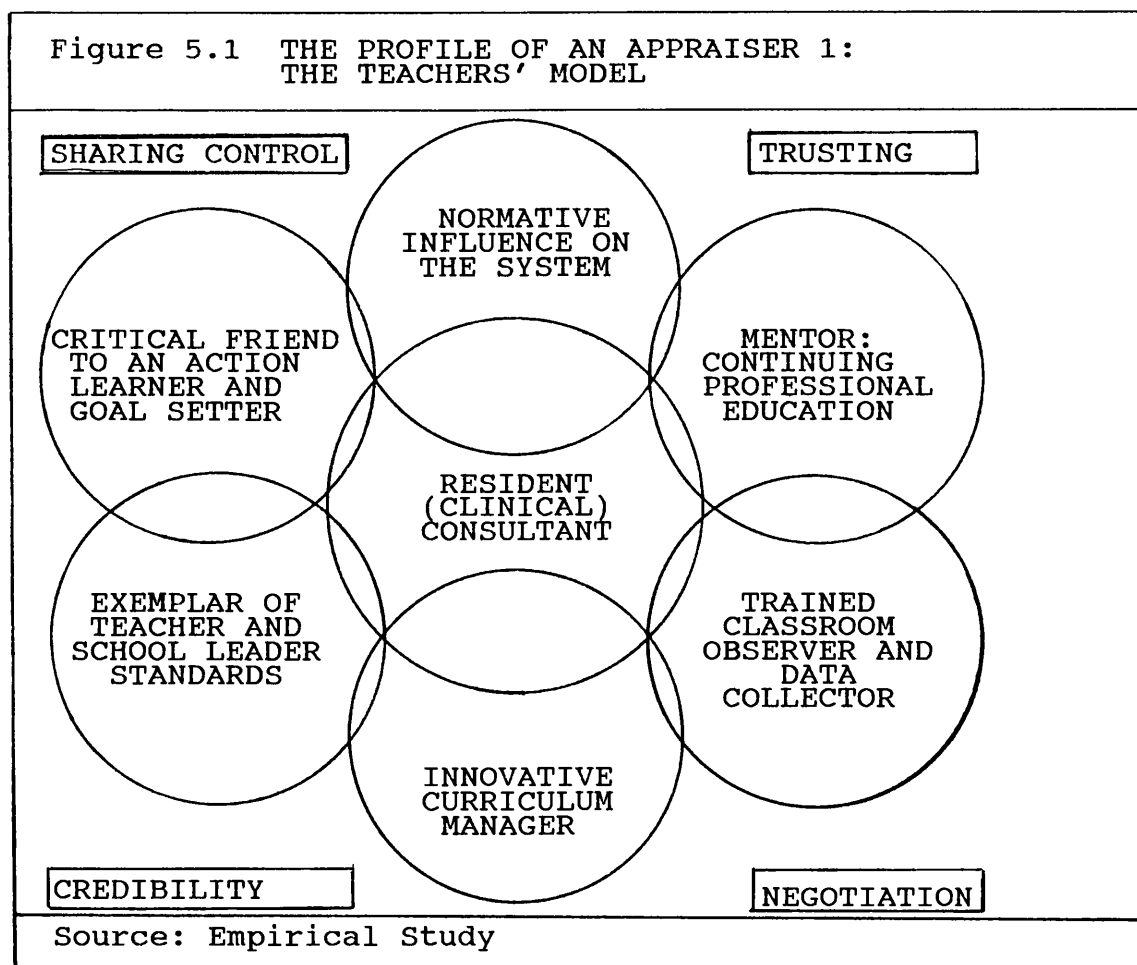 Figure 5.1 THE PROFILE OF AN APPRAISER 1:
THE TEACHERS' MODEL
SHARING CONTROL
TRUSTING
NORMATIVE
INFLUENCE ON
THE SYSTEM
CRITICAL FRIEND
TO AN ACTION
LEARNER AND
GOAL SETTER
MENTOR:
CONTINUING
PROFESSIONAL
EDUCATION
RESIDENT
(CLINICAL)
CONSULTANT
EXEMPLAR OF
TEACHER AND
SCHOOL LEADER
STANDARDS
TRAINED
CLASSROOM
OBSERVER AND
DATA
COLLECTOR
INNOVATIVE
CURRICULUM
MANAGER
CREDIBILITY
NEGOTIATION
Source: Empirical Study